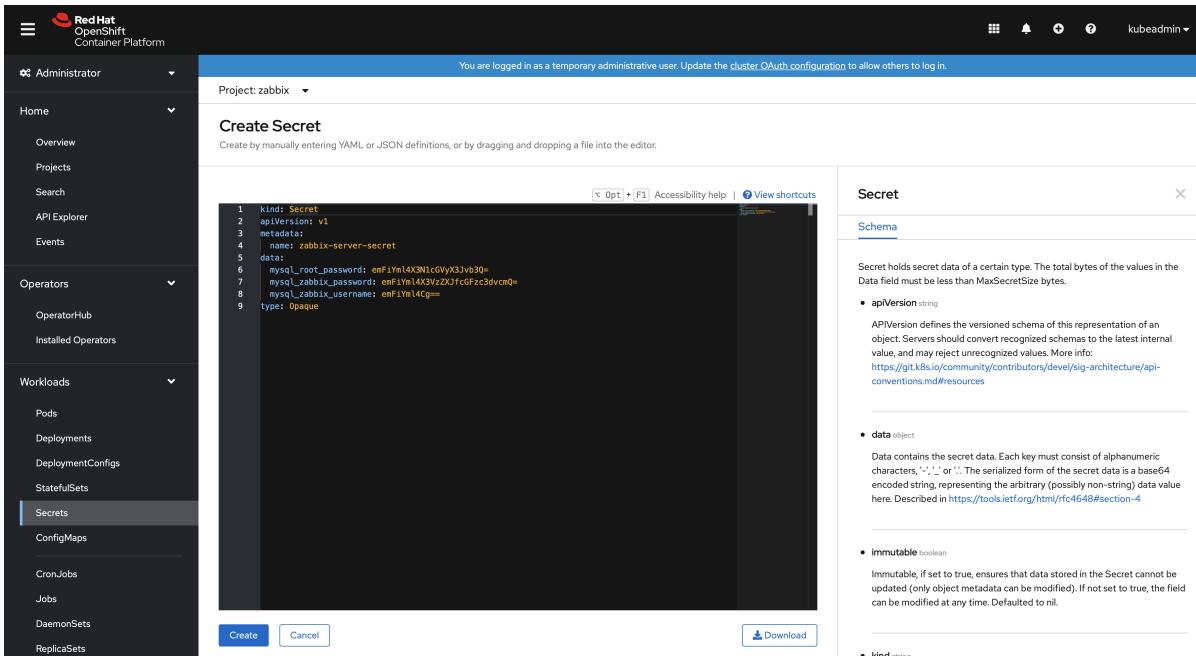 Red Hat
OpenShift
Container Platform
kubeadmin
Administrator
You are logged in as a temporary administrative user. Update the cluster OAuth configuration to allow others to log in.
Project: zabbix
Home
Overview
Projects
Search
API Explorer
Events
Operators
OperatorHub
Installed Operators
Workloads
Pods
Deployments
DeploymentConfigs
StatefulSets
Secrets
ConfigMaps
CronJobs
Jobs
DaemonSets
ReplicaSets
Create Secret
Create by manually entering YAML or JSON definitions, or by dragging and dropping a file into the editor.
⌥ Opt + F1 Accessibility help | View shortcuts
1 kind: Secret
2 apiVersion: v1
3 metadata:
4 name: zabbix-server-secret
5 data:
6 mysql_root_password: emFiYml4X3N1cGVyX3Jvb3Q=
7 mysql_zabbix_password: emFiYml4X3VzZXJfcGFzc3dvcmQ=
8 mysql_zabbix_username: emFiYml4Cg==
9 type: Opaque
Create
Cancel
Download
Secret
Schema
Secret holds secret data of a certain type. The total bytes of the values in the
Data field must be less than MaxSecretSize bytes.
• apiVersion string
APIVersion defines the versioned schema of this representation of an
object. Servers should convert recognized schemas to the latest internal
value, and may reject unrecognized values. More info:
https://git.k8s.io/community/contributors/devel/sig-architecture/api-
conventions.md#resources
• data object
Data contains the secret data. Each key must consist of alphanumeric
characters, '-', '_' or '.'. The serialized form of the secret data is a base64
encoded string, representing the arbitrary (possibly non-string) data value
here. Described in https://tools.ietf.org/html/rfc4648#section-4
• immutable boolean
Immutable, if set to true, ensures that data stored in the Secret cannot be
updated (only object metadata can be modified). If not set to true, the field
can be modified at any time. Defaulted to nil.
• kind string